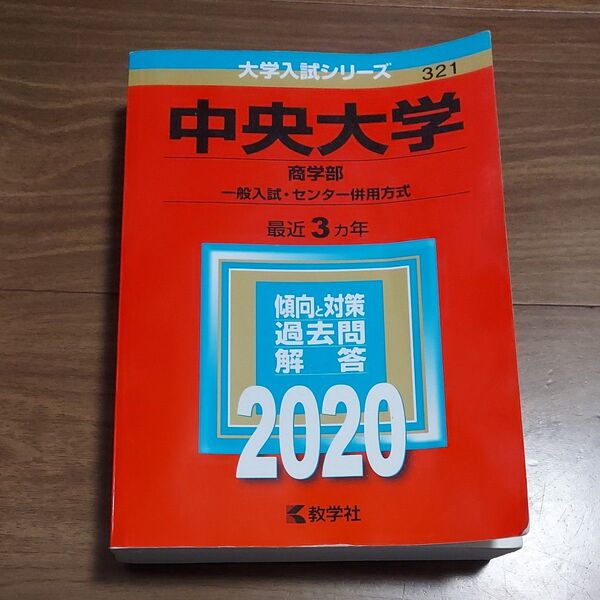 大学入試シリーズ 321
中央大学
商学部
一般入試・センター併用方式
最近3ヵ年
傾向と対策
過去問
解答
2020
教学社